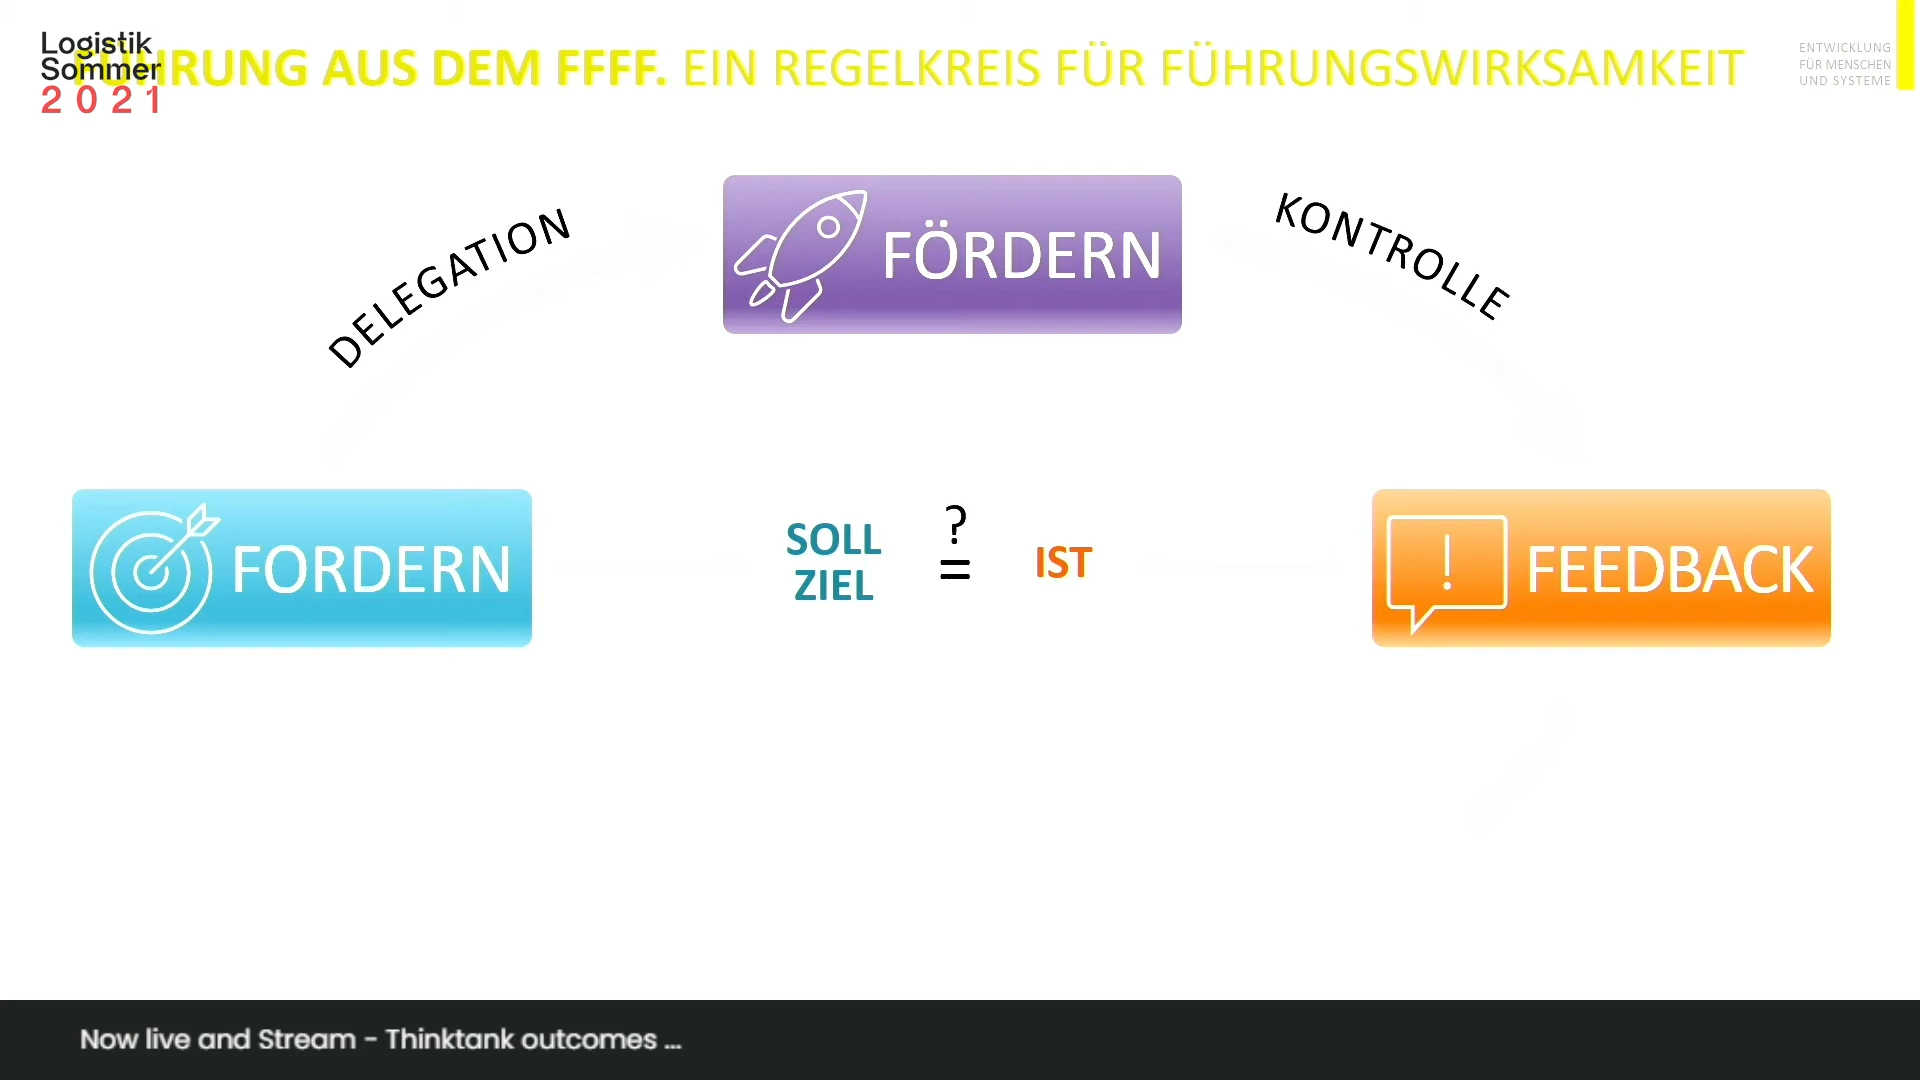 Logistik
Sommer
2021
FÜHRUNG AUS DEM FFFF. EIN REGELKREIS FÜR FÜHRUNGSWIRKSAMKEIT
ENTWICKLUNG
FÜR MENSCHEN
UND SYSTEME
DELEGATION
FÖRDERN
KONTROLLE
FORDERN
SOLL
ZIEL
?
=
IST
!
FEEDBACK
Now live and Stream - Thinktank outcomes ...